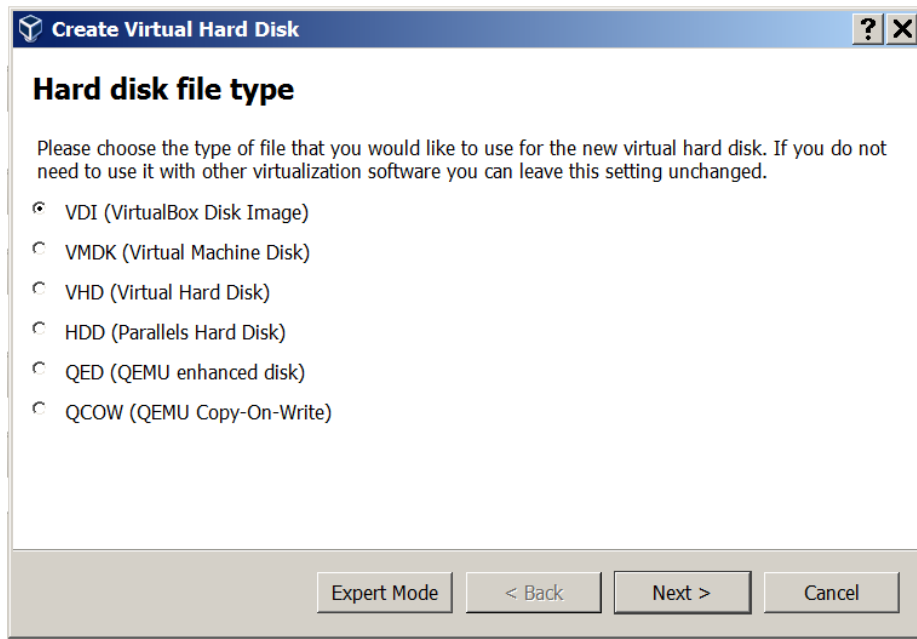 Create Virtual Hard Disk
? X
Hard disk file type
Please choose the type of file that you would like to use for the new virtual hard disk. If you do not
need to use it with other virtualization software you can leave this setting unchanged.
VDI (VirtualBox Disk Image)
VMDK (Virtual Machine Disk)
VHD (Virtual Hard Disk)
HDD (Parallels Hard Disk)
QED (QEMU enhanced disk)
QCOW (QEMU Copy-On-Write)
Expert Mode < Back Next > Cancel